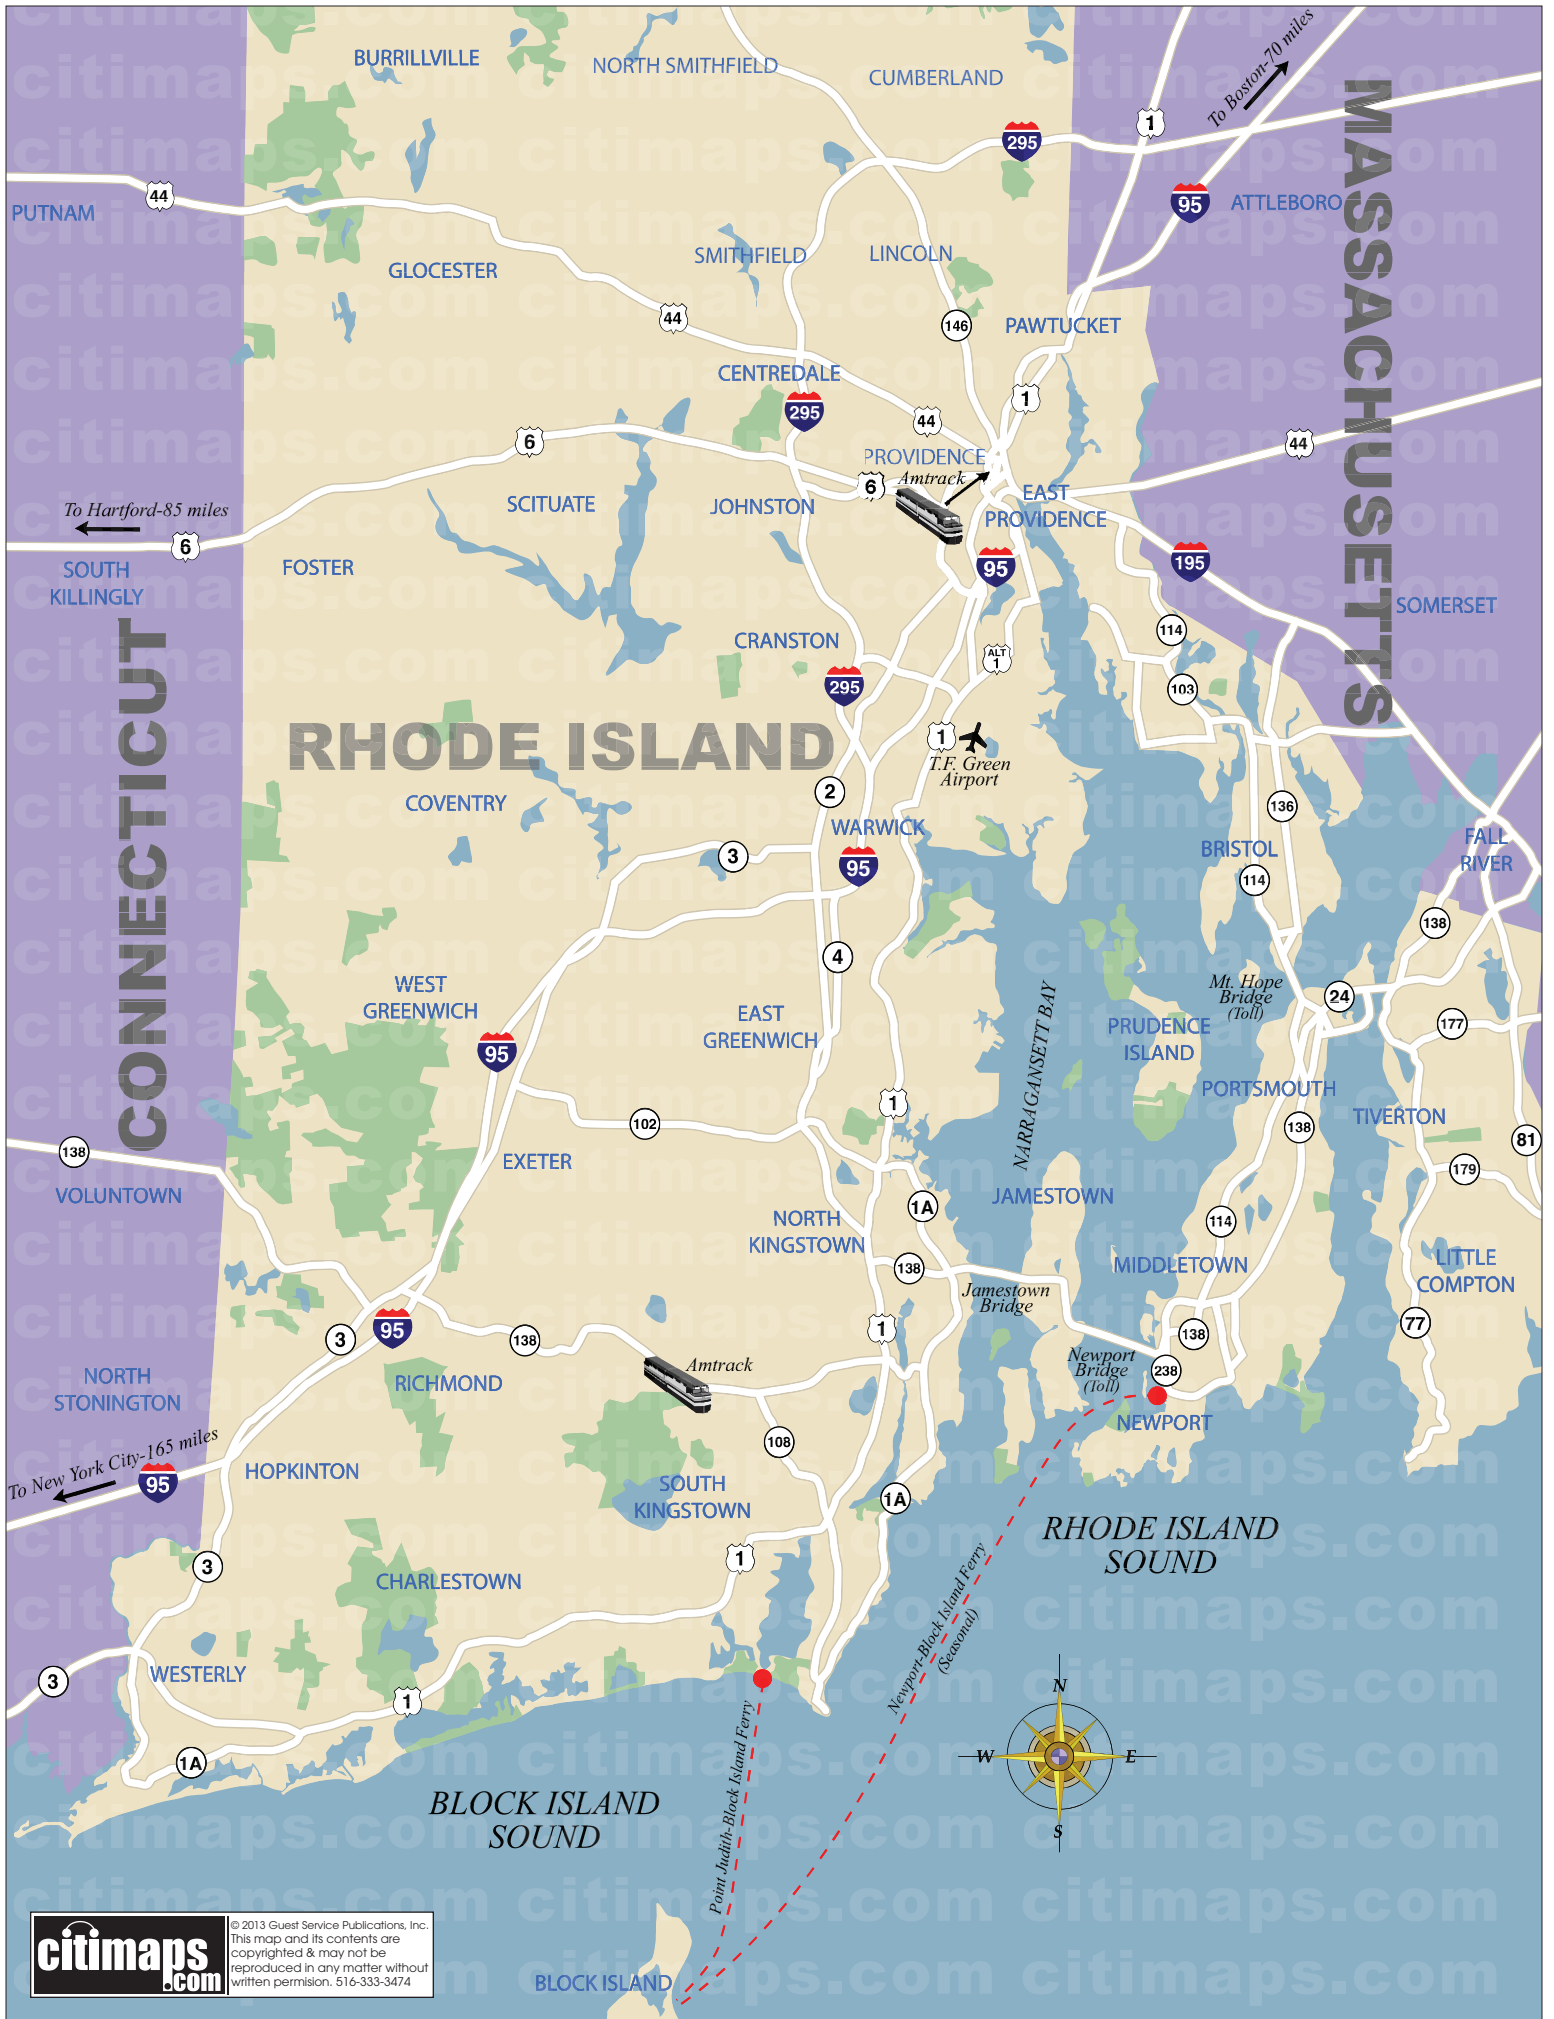 BURRILLVILLE
NORTH SMITHFIELD
CUMBERLAND
To Boston-70 miles
1
295
44
95
PUTNAM
ATTLEBORO
MASSACHUSETTS
SMITHFIELD
LINCOLN
GLOCESTER
44
146
PAWTUCKET
CENTREDALE
295
1
44
44
6
PROVIDENCE
Amtrack
6
SCITUATE
JOHNSTON
EAST
PROVIDENCE
To Hartford-85 miles
6
SOUTH
KILLINGLY
FOSTER
95
195
SOMERSET
CONNECTICUT
CRANSTON
114
ALT
1
295
103
RHODE ISLAND
1
T.F. Green
Airport
COVENTRY
2
136
WARWICK
3
95
BRISTOL
FALL
RIVER
114
138
4
WEST
GREENWICH
Mt. Hope
Bridge
(Toll)
24
EAST
GREENWICH
NARRAGANSETT BAY
PRUDENCE
ISLAND
177
95
PORTSMOUTH
1
TIVERTON
102
138
81
138
EXETER
179
VOLUNTOWN
JAMESTOWN
1A
114
NORTH
KINGSTOWN
138
MIDDLETOWN
LITTLE
COMPTON
Jamestown
Bridge
3
95
138
1
138
77
NORTH
STONINGTON
Amtrack
Newport
Bridge
(Toll)
238
RICHMOND
NEWPORT
108
To New York City-165 miles
95
HOPKINTON
SOUTH
KINGSTOWN
1A
RHODE ISLAND
SOUND
3
1
CHARLESTOWN
Newport-Block Island Ferry
(Seasonal)
WESTERLY
3
1
1A
N
W
E
S
Point Judith-Block Island Ferry
BLOCK ISLAND
SOUND
BLOCK ISLAND
citimaps
.com
© 2013 Guest Service Publications, Inc.
This map and its contents are
copyrighted & may not be
reproduced in any matter without
written permision. 516-333-3474